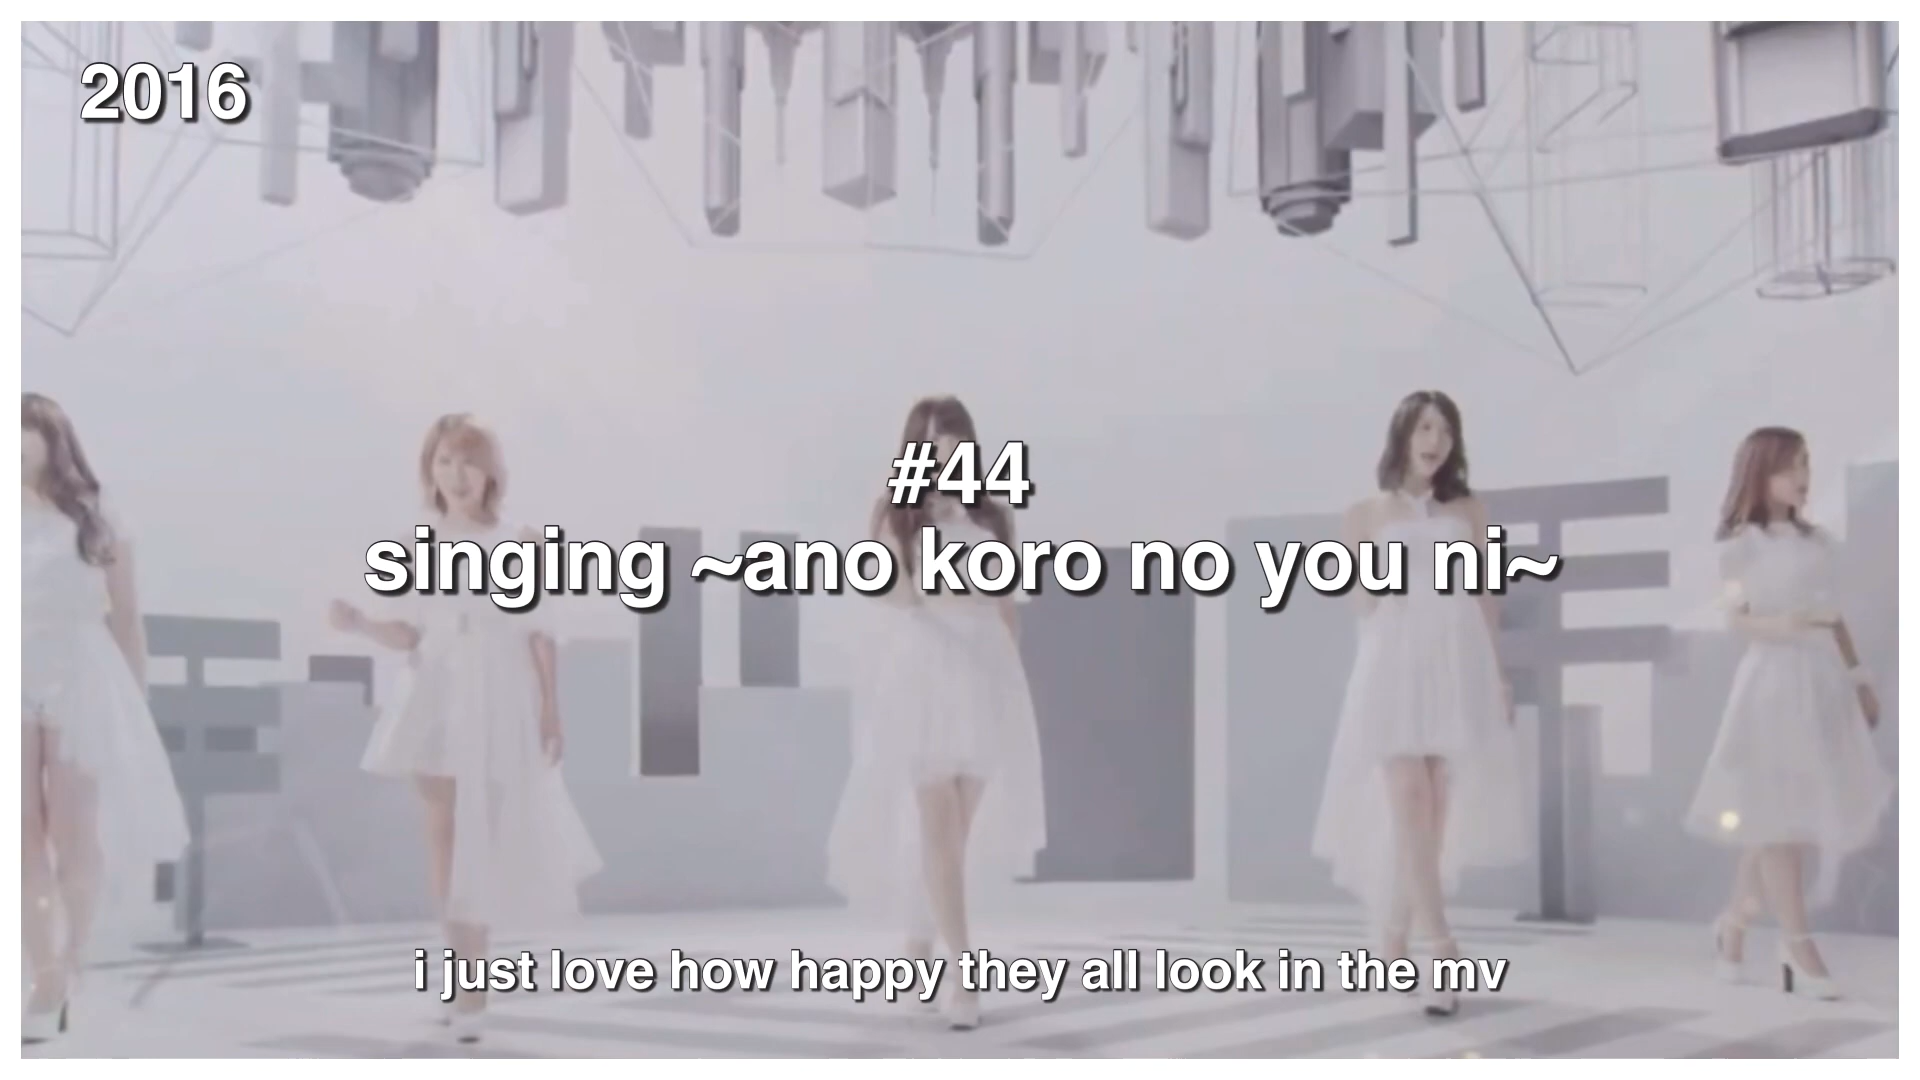 2016
#44
singing ~ano koro no you ni~
i just love how happy they all look in the mv